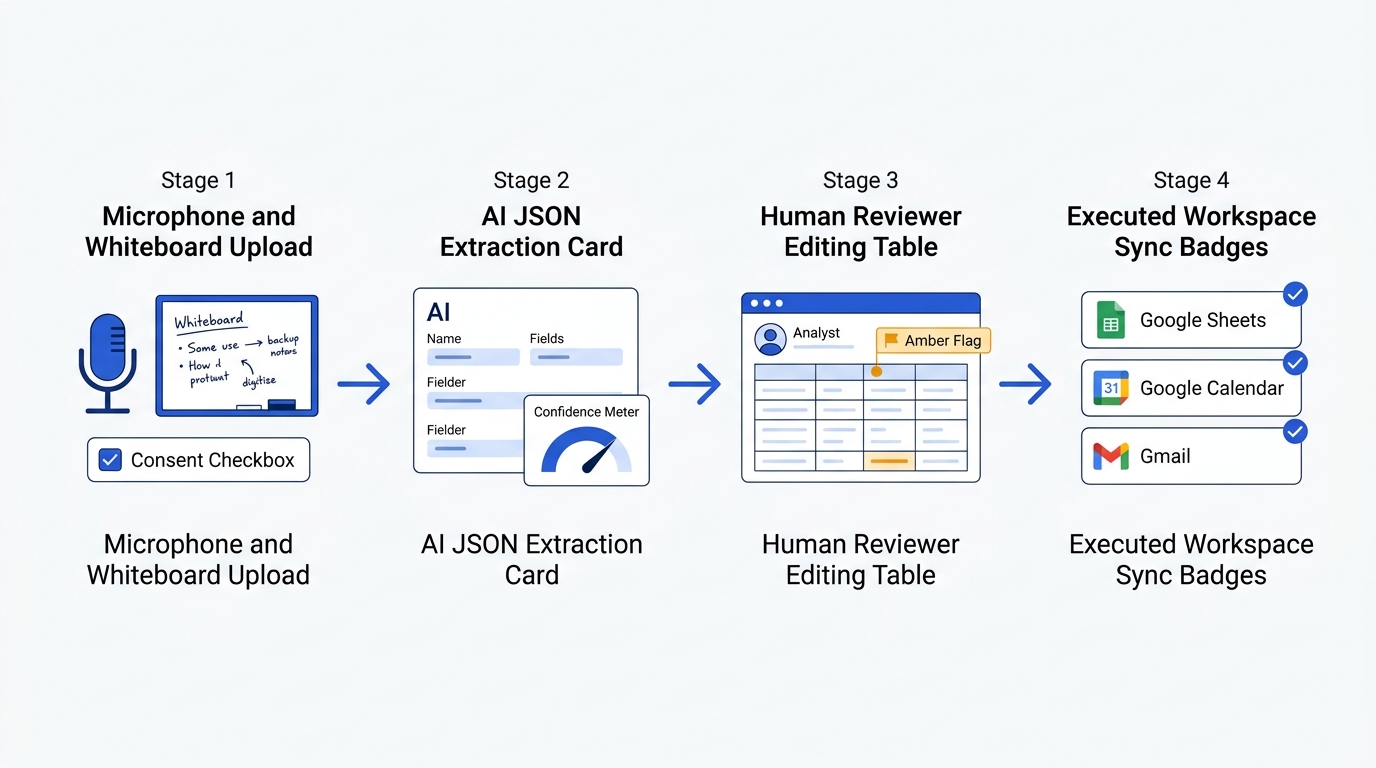 Stage 1
Microphone and
Whiteboard Upload
Whiteboard
• Some use → backup
notars
• How it
protunt
digitise
Consent Checkbox
Microphone and
Whiteboard Upload
Stage 2
AI JSON
Extraction Card
AI
Name Fields
Fielder
Fielder
Confidence Meter
AI JSON Extraction
Card
Stage 3
Human Reviewer
Editing Table
Analyst
Amber Flag
Human Reviewer
Editing Table
Stage 4
Executed Workspace
Sync Badges
Google Sheets
31
Google Calendar
Gmail
Executed Workspace
Sync Badges